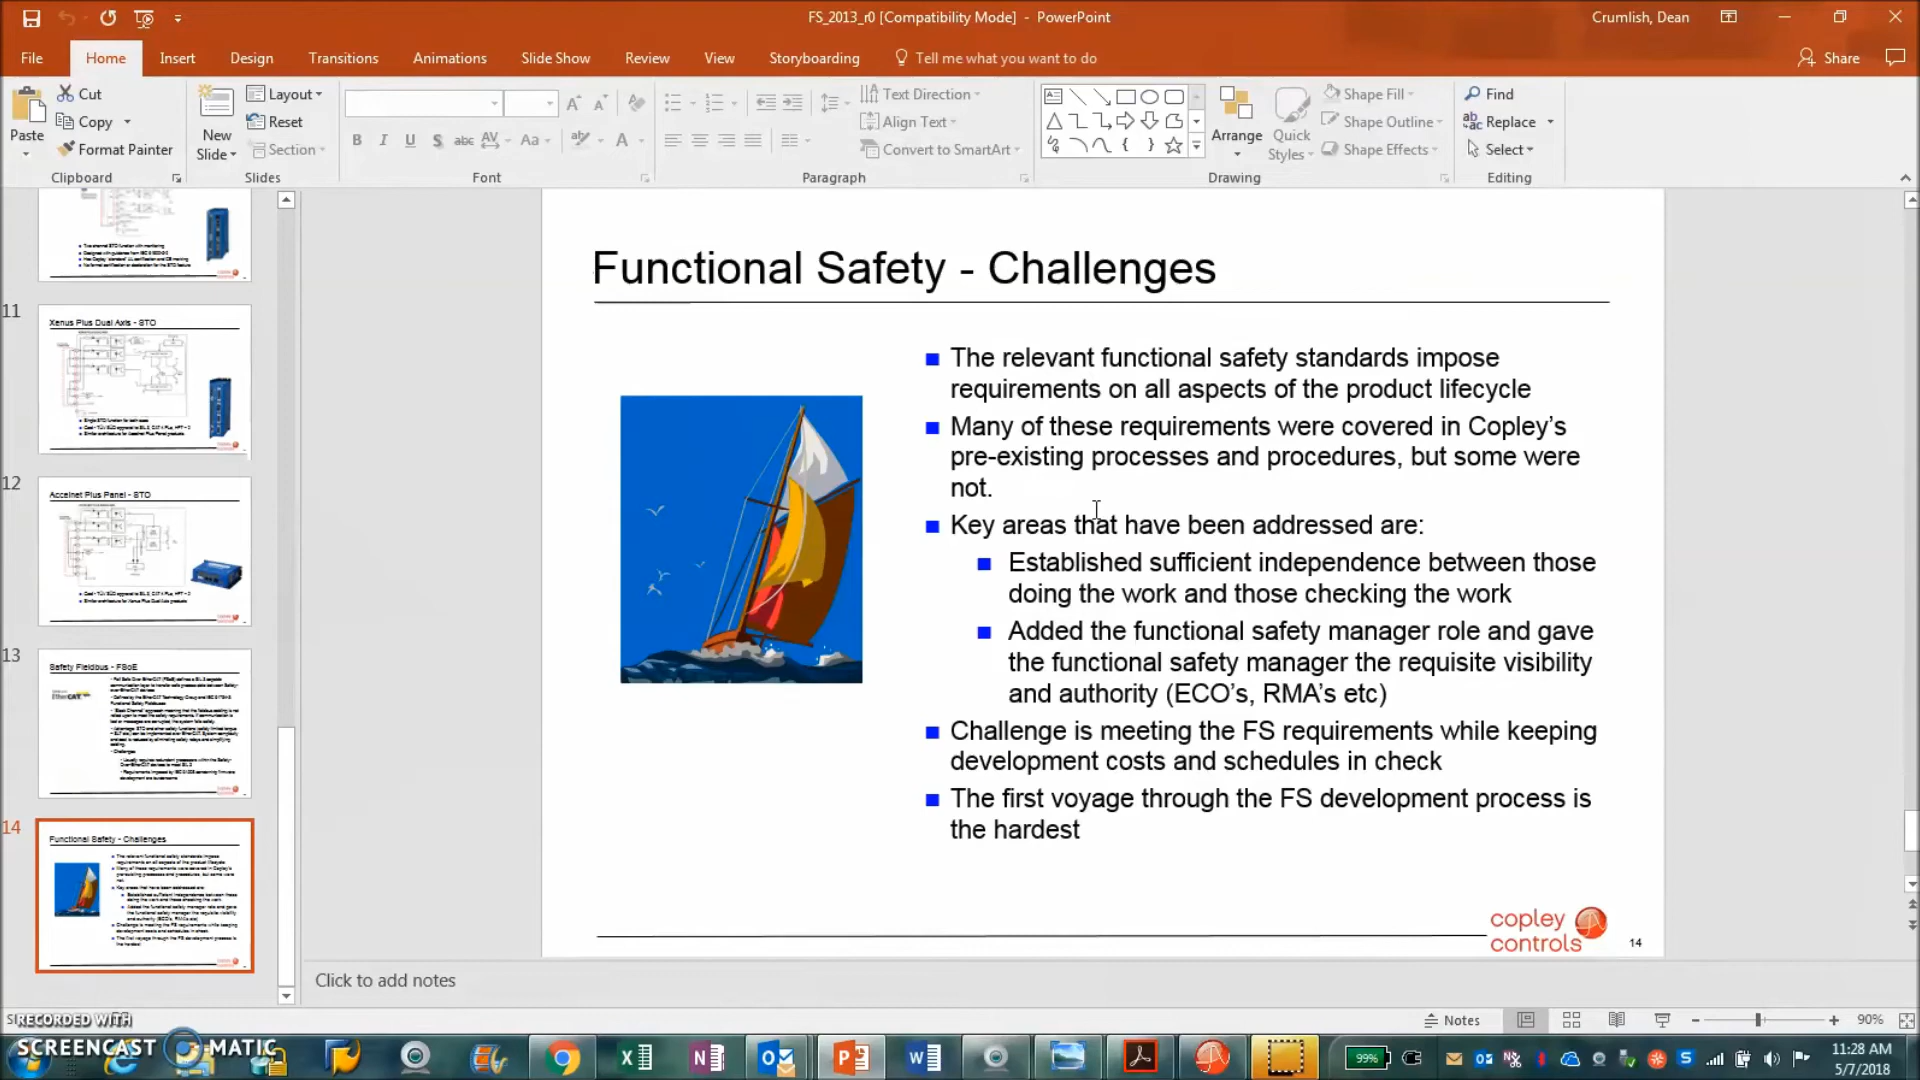 FS_2013_r0 [Compatibility Mode] - PowerPoint
Crumlish, Dean
File Home Insert Design Transitions Animations Slide Show Review View Storyboarding Tell me what you want to do Share
Paste
Cut
Copy
Format Painter
Clipboard
New Slide
Layout
Reset
Section
Slides
B I U S abc AV Aa A
Font
Text Direction
Align Text
Convert to SmartArt
Paragraph
Arrange
Quick Styles
Shape Fill
Shape Outline
Shape Effects
Drawing
Find
Replace
Select
Editing
11
Xenus Plus Dual Axis - STO
12
Accelnet Plus Panel - STO
13
Safety Fieldbus - FSoE
14
Functional Safety - Challenges
Functional Safety - Challenges
The relevant functional safety standards impose
requirements on all aspects of the product lifecycle
Many of these requirements were covered in Copley's
pre-existing processes and procedures, but some were
not.
Key areas that have been addressed are:
Established sufficient independence between those
doing the work and those checking the work
Added the functional safety manager role and gave
the functional safety manager the requisite visibility
and authority (ECO's, RMA's etc)
Challenge is meeting the FS requirements while keeping
development costs and schedules in check
The first voyage through the FS development process is
the hardest
copley
controls
14
Click to add notes
Notes
90%
RECORDED WITH
SCREENCAST MATIC
99%
11:28 AM
5/7/2018